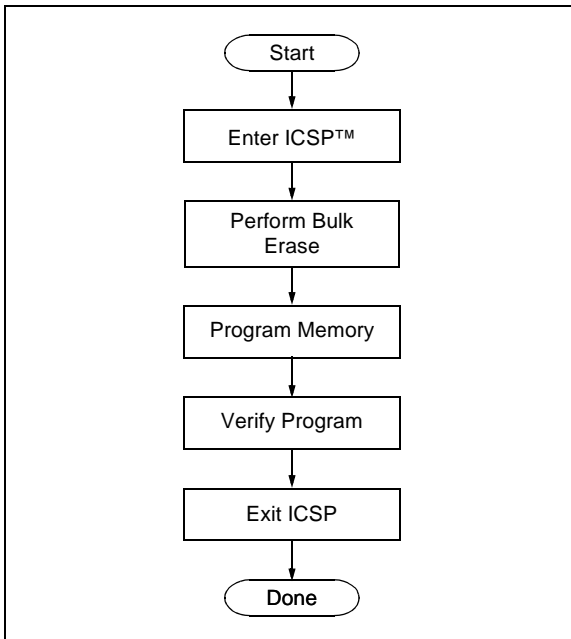 Start
Enter ICSP™
Perform Bulk
Erase
Program Memory
Verify Program
Exit ICSP
Done